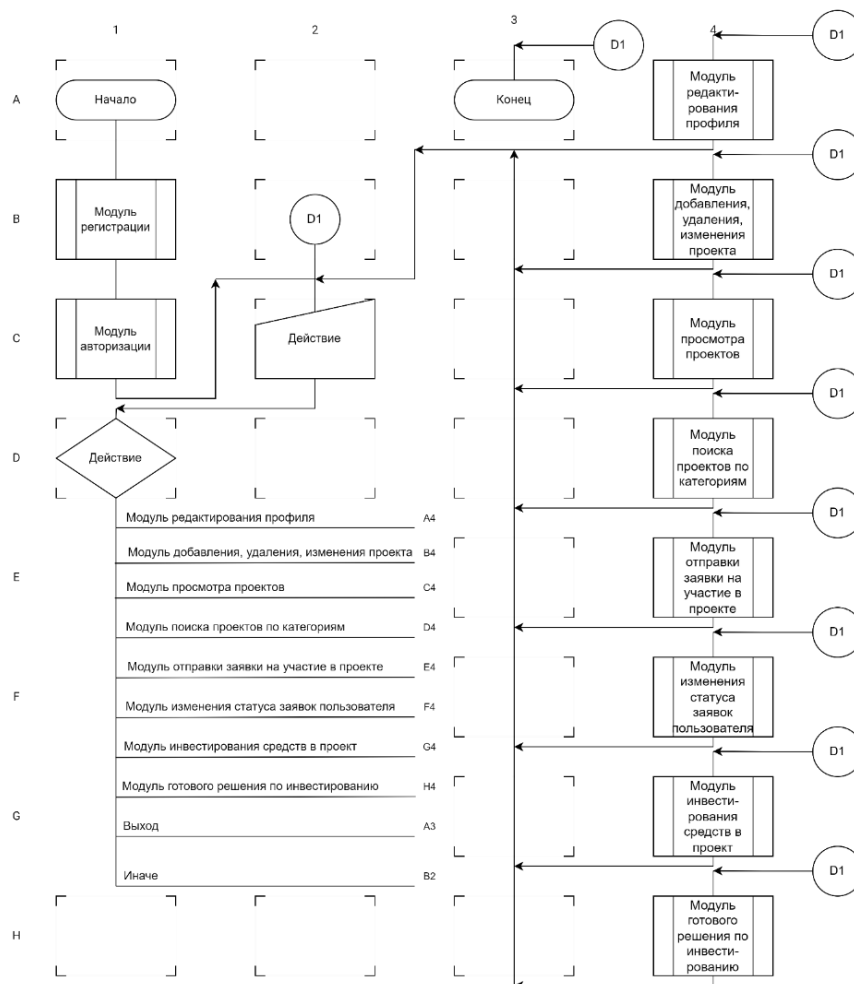 1
2
3
4
D1
D1
A
Начало
Конец
Модуль
редакти-
рования
профиля
D1
B
Модуль
регистрации
D1
Модуль
добавления,
удаления,
изменения
проекта
D1
C
Модуль
авторизации
Действие
Модуль
просмотра
проектов
D1
D
Действие
Модуль
поиска
проектов по
категориям
D1
Модуль редактирования профиля A4
Модуль добавления, удаления, изменения проекта B4
E
Модуль просмотра проектов C4
Модуль поиска проектов по категориям D4
Модуль
отправки
заявки на
участие в
проекте
D1
Модуль отправки заявки на участие в проекте E4
F
Модуль изменения статуса заявок пользователя F4
Модуль инвестирования средств в проект G4
Модуль
изменения
статуса
заявок
пользователя
D1
Модуль готового решения по инвестированию H4
G
Выход A3
Иначе B2
Модуль
инвести-
рования
средств в
проект
D1
H
Модуль
готового
решения по
инвести-
рованию